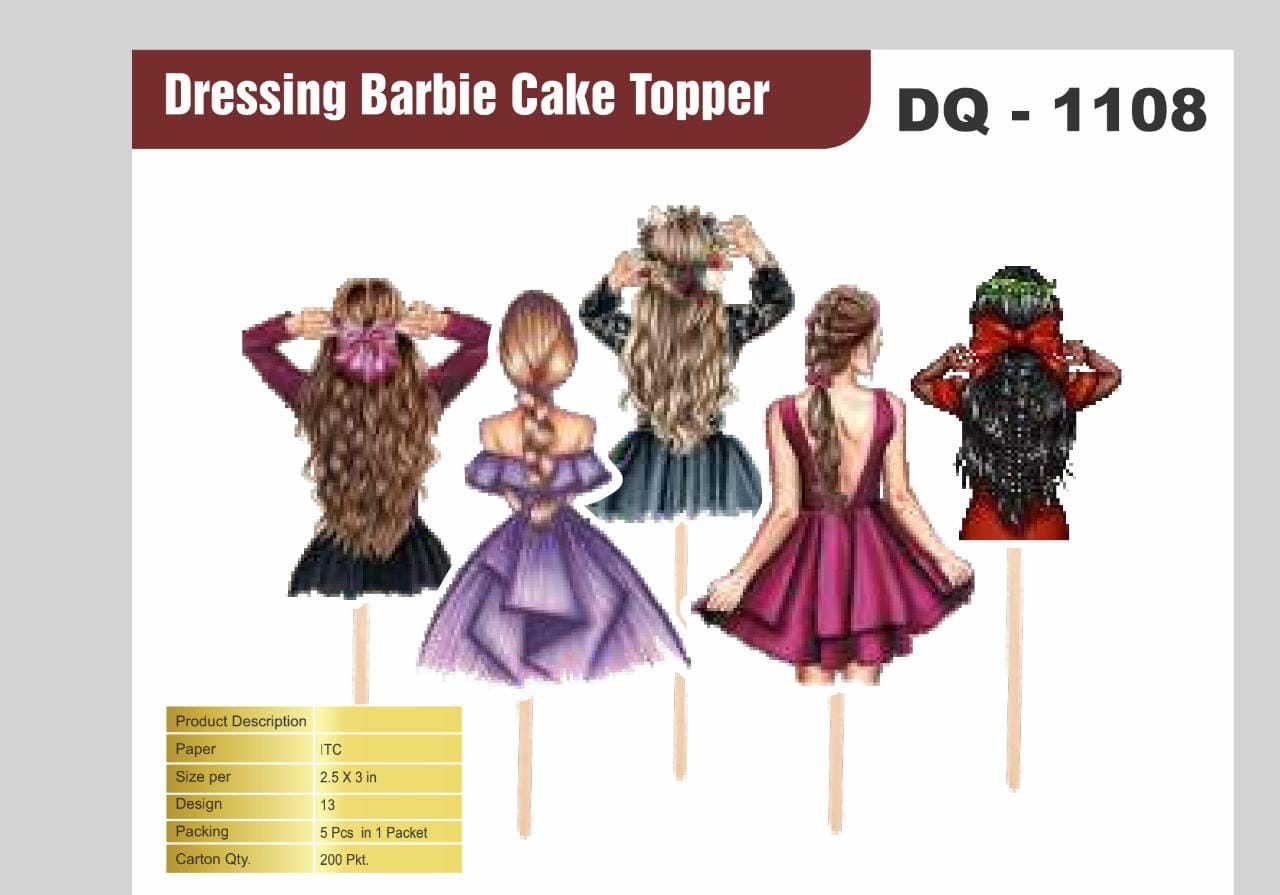 Dressing Barbie Cake Topper
DQ - 1108
Product Description
Paper ITC
Size per 2.5 X 3 in
Design 13
Packing 5 Pcs in 1 Packet
Carton Qty. 200 Pkt.